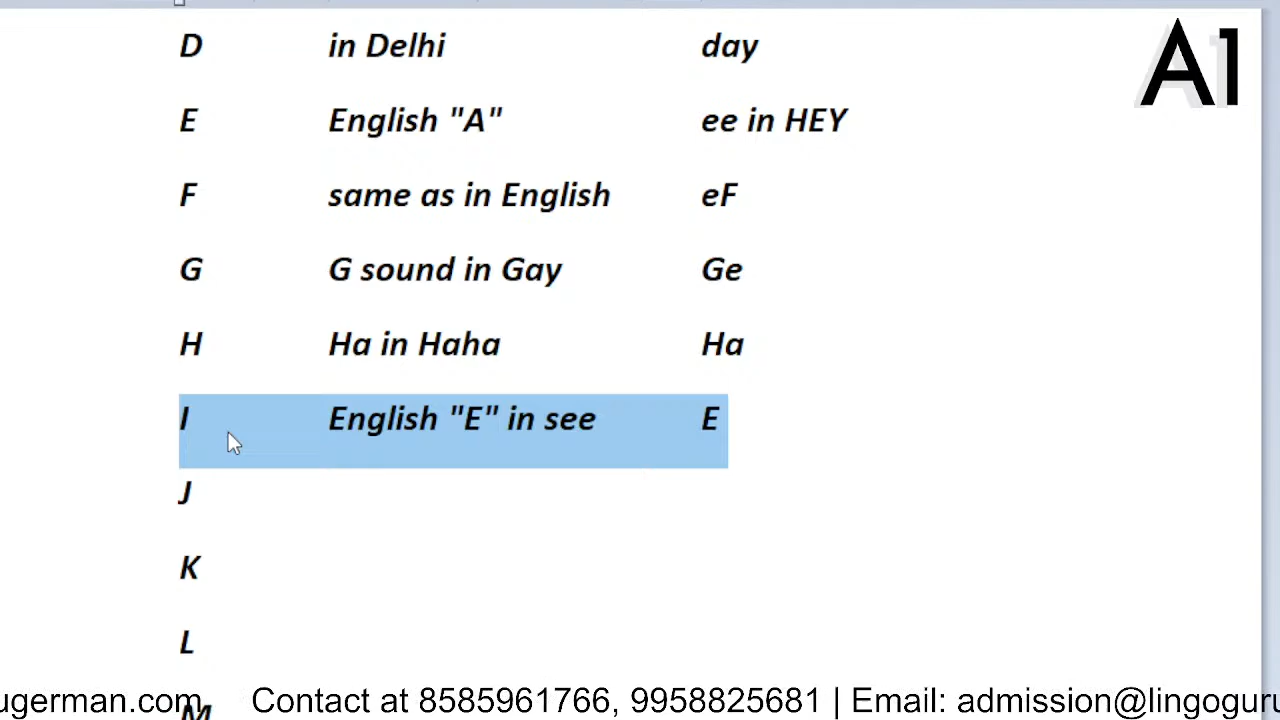 D in Delhi day
A1
E English "A" ee in HEY
F same as in English eF
G G sound in Gay Ge
H Ha in Haha Ha
I English "E" in see E
J
K
L
M
ugerman.com Contact at 8585961766, 9958825681 | Email: admission@lingoguru